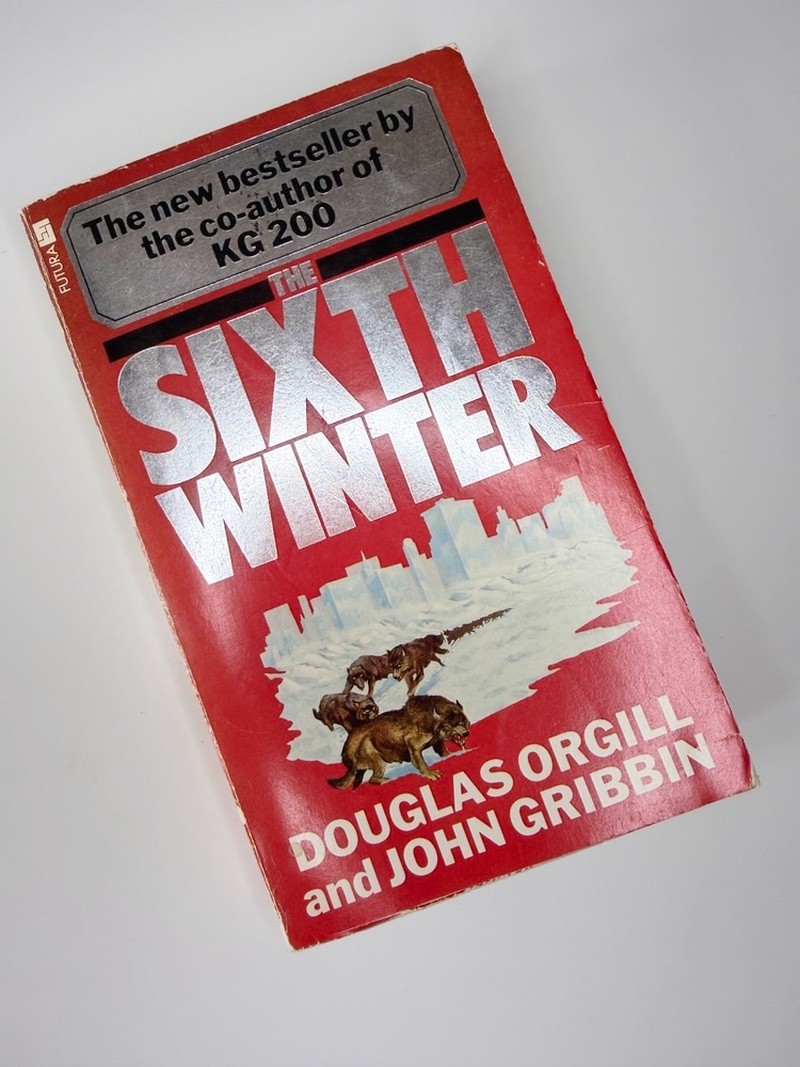 FUTURA
The new bestseller by
the co-author of
KG 200
THE
SIXTH
WINTER
DOUGLAS ORGILL
and JOHN GRIBBIN